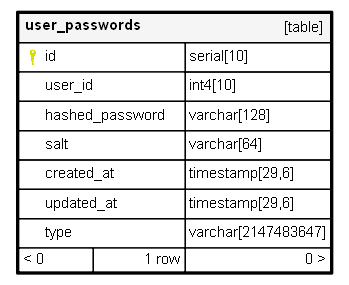 user_passwords [table]
id serial[10]
user_id int4[10]
hashed_password varchar[128]
salt varchar[64]
created_at timestamp[29,6]
updated_at timestamp[29,6]
type varchar[2147483647]
< 0 1 row 0 >